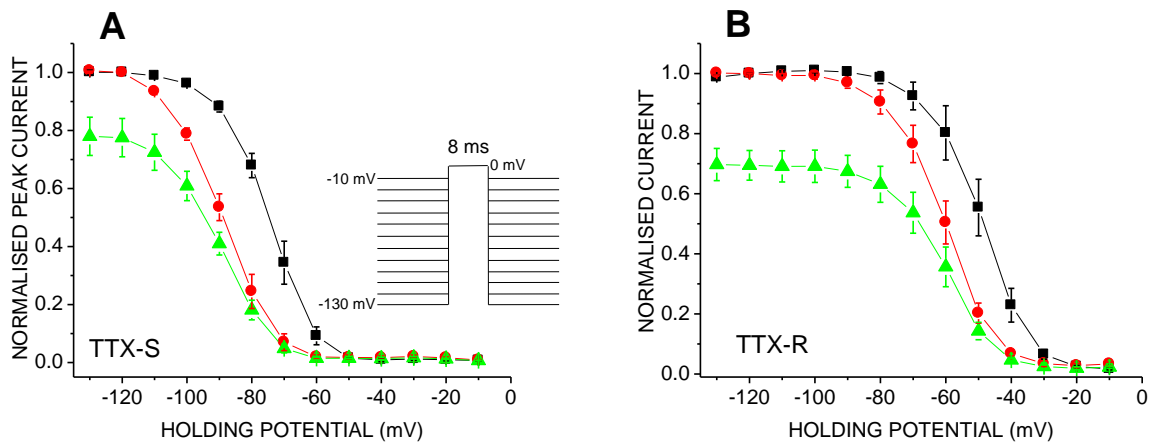 A
NORMALISED PEAK CURRENT
1.0
0.8
0.6
0.4
0.2
0.0
-120 -100 -80 -60 -40 -20 0
HOLDING POTENTIAL (mV)
TTX-S
8 ms
0 mV
-10 mV
-130 mV
B
NORMALISED CURRENT
1.0
0.8
0.6
0.4
0.2
0.0
-120 -100 -80 -60 -40 -20 0
HOLDING POTENTIAL (mV)
TTX-R